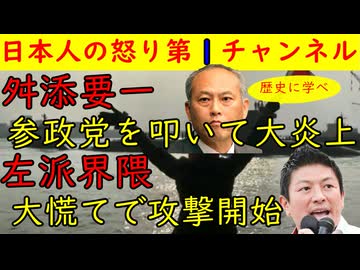 日本人の怒り第1チャンネル
舛添要一
歴史に学べ
参政党を叩いて大炎上
左派界隈
大慌てで攻撃開始